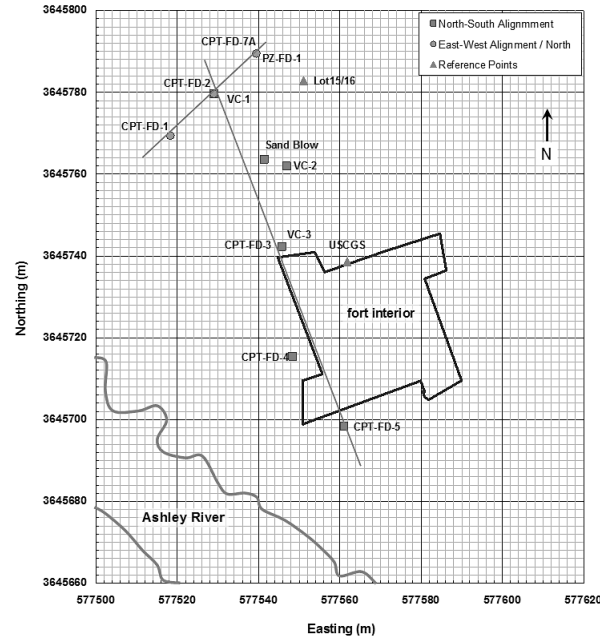 3645800
CPT-FD-7A
PZ-FD-1
North-South Alignmment
East-West Alignment / North
Reference Points
3645780
CPT-FD-2
VC-1
Lot15/16
CPT-FD-1
N
3645760
Sand Blow
VC-2
3645740
VC-3
CPT-FD-3
USCGS
fort interior
3645720
CPT-FD-4
3645700
CPT-FD-5
3645680
Ashley River
3645660
577500 577520 577540 577560 577580 577600 577620
Easting (m)
Northing (m)